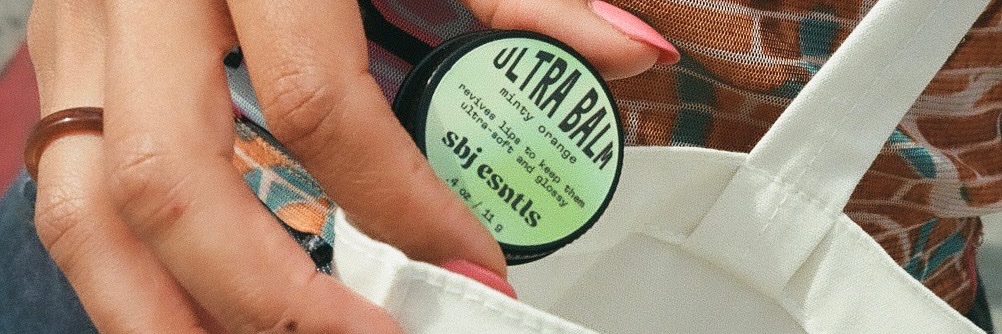 ULTRA BALM
minty orange
revives lips to keep them
ultra-soft and glossy
sbj esntls
.4 oz / 11 g